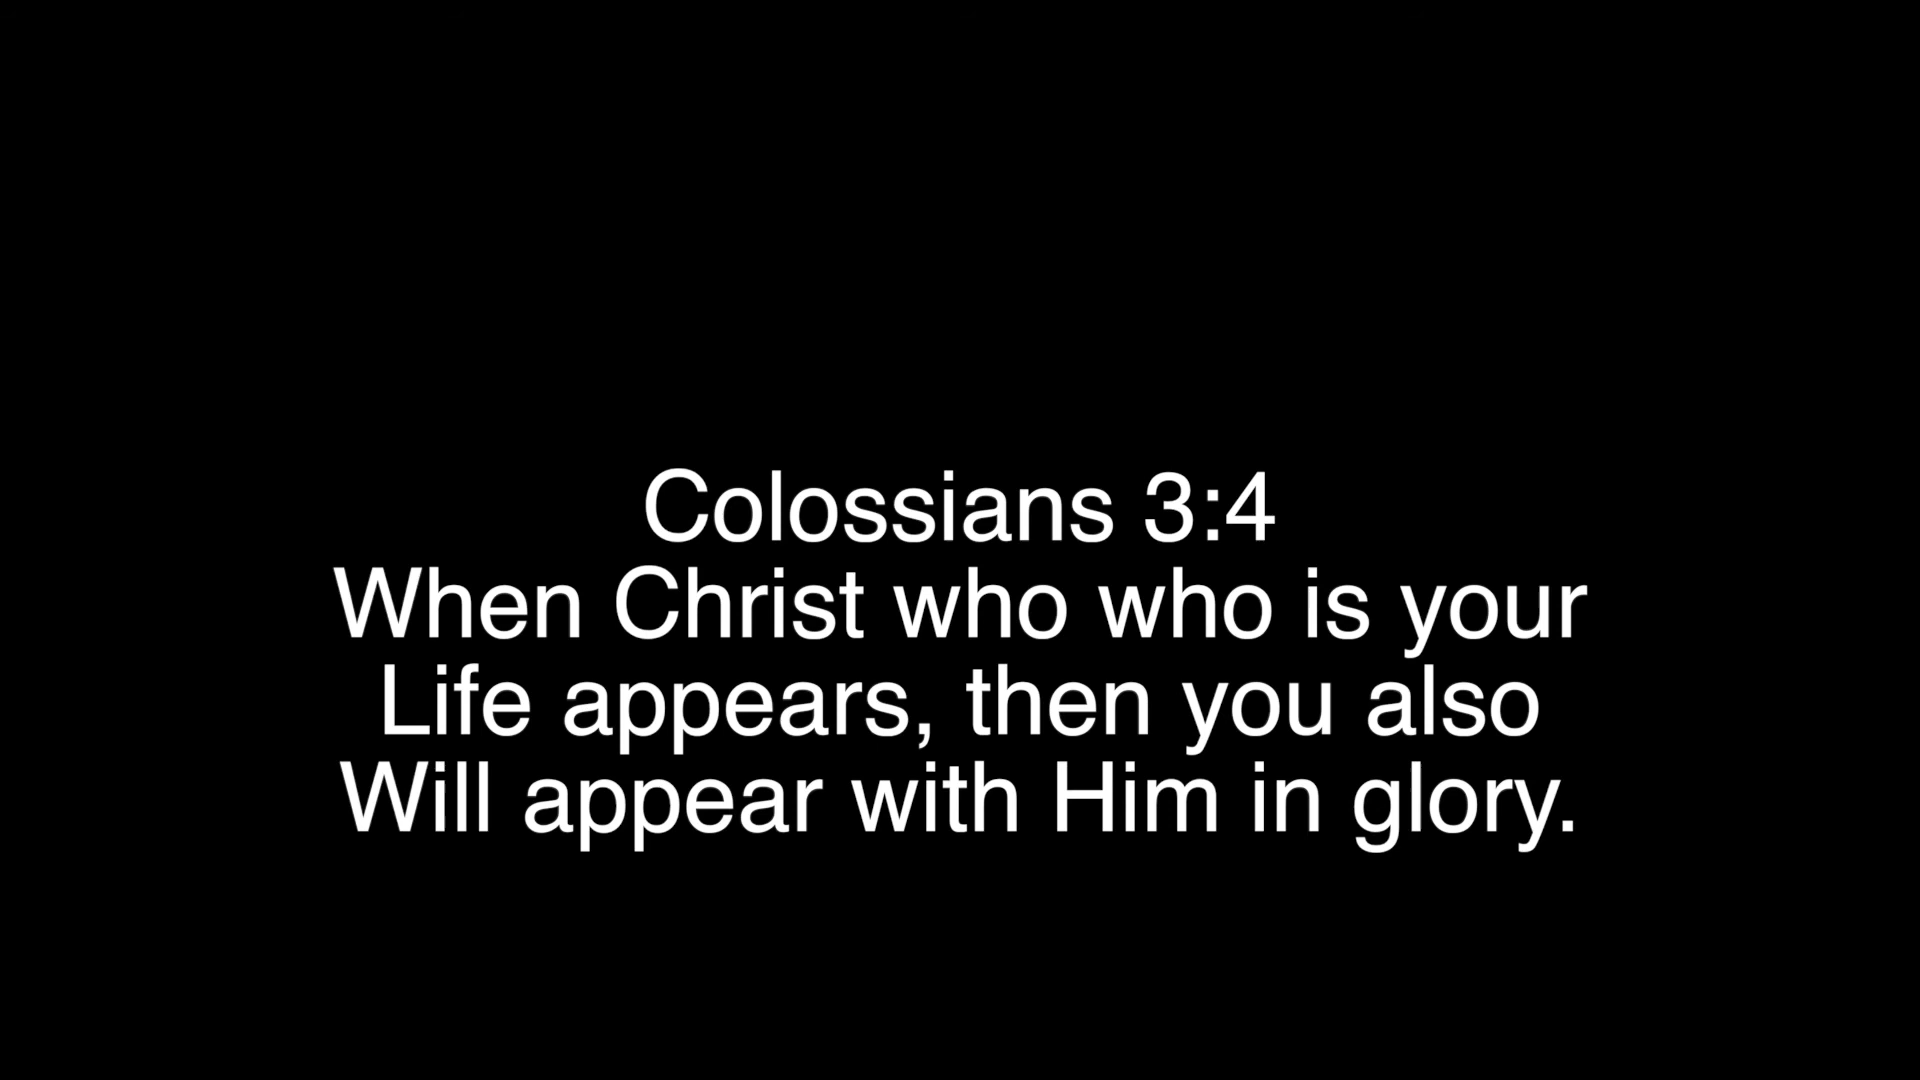 Colossians 3:4
When Christ who who is your
Life appears, then you also
Will appear with Him in glory.